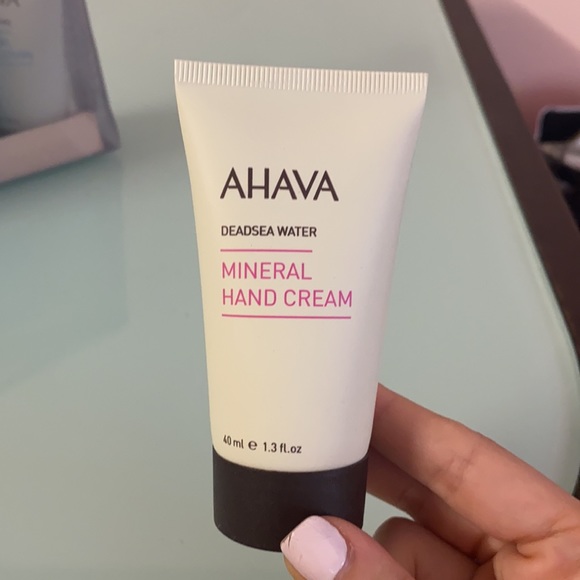 AHAVA
DEADSEA WATER
MINERAL
HAND CREAM
40 ml e 1.3 fl.oz